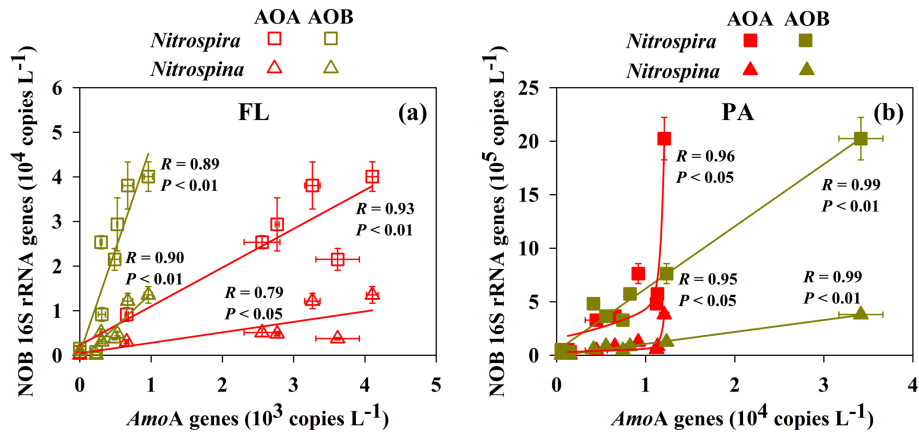 AOA AOB
Nitrospira
Nitrospina
AOA AOB
Nitrospira
Nitrospina
NOB 16S rRNA genes (10⁴ copies L⁻¹)
6
5
4
3
2
1
0
FL
(a)
R = 0.89
P < 0.01
R = 0.93
P < 0.01
R = 0.90
P < 0.01
R = 0.79
P < 0.05
0 1 2 3 4 5
AmoA genes (10³ copies L⁻¹)
NOB 16S rRNA genes (10⁵ copies L⁻¹)
25
20
15
10
5
0
PA
(b)
R = 0.96
P < 0.05
R = 0.99
P < 0.01
R = 0.95
P < 0.05
R = 0.99
P < 0.01
0 1 2 3 4
AmoA genes (10⁴ copies L⁻¹)